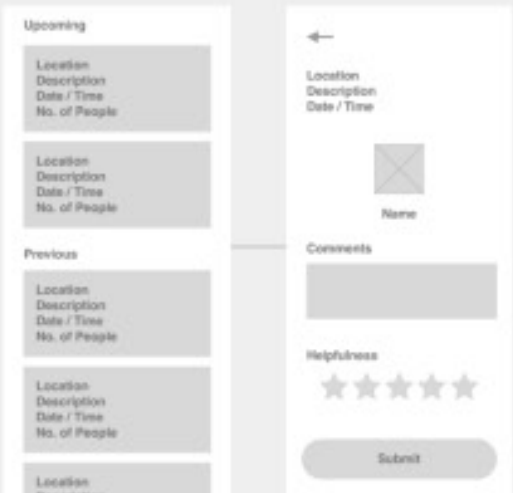 Upcoming
Location
Description
Date / Time
No. of People
Location
Description
Date / Time
No. of People
Previous
Location
Description
Date / Time
No. of People
Location
Description
Date / Time
No. of People
Location
Location
Description
Date / Time
Name
Comments
Helpfulness
Submit